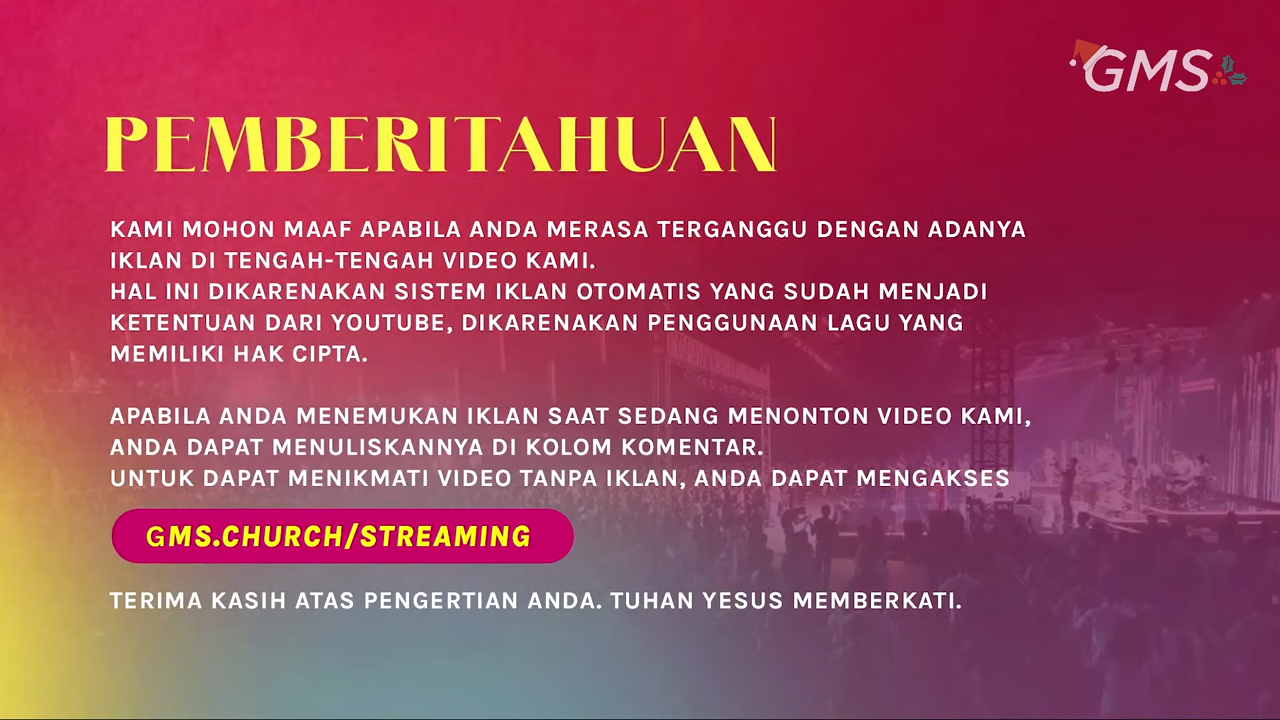 GMS
PEMBERITAHUAN
KAMI MOHON MAAF APABILA ANDA MERASA TERGANGGU DENGAN ADANYA
IKLAN DI TENGAH-TENGAH VIDEO KAMI.
HAL INI DIKARENAKAN SISTEM IKLAN OTOMATIS YANG SUDAH MENJADI
KETENTUAN DARI YOUTUBE, DIKARENAKAN PENGGUNAAN LAGU YANG
MEMILIKI HAK CIPTA.
APABILA ANDA MENEMUKAN IKLAN SAAT SEDANG MENONTON VIDEO KAMI,
ANDA DAPAT MENULISKANNYA DI KOLOM KOMENTAR.
UNTUK DAPAT MENIKMATI VIDEO TANPA IKLAN, ANDA DAPAT MENGAKSES
GMS.CHURCH/STREAMING
TERIMA KASIH ATAS PENGERTIAN ANDA. TUHAN YESUS MEMBERKATI.